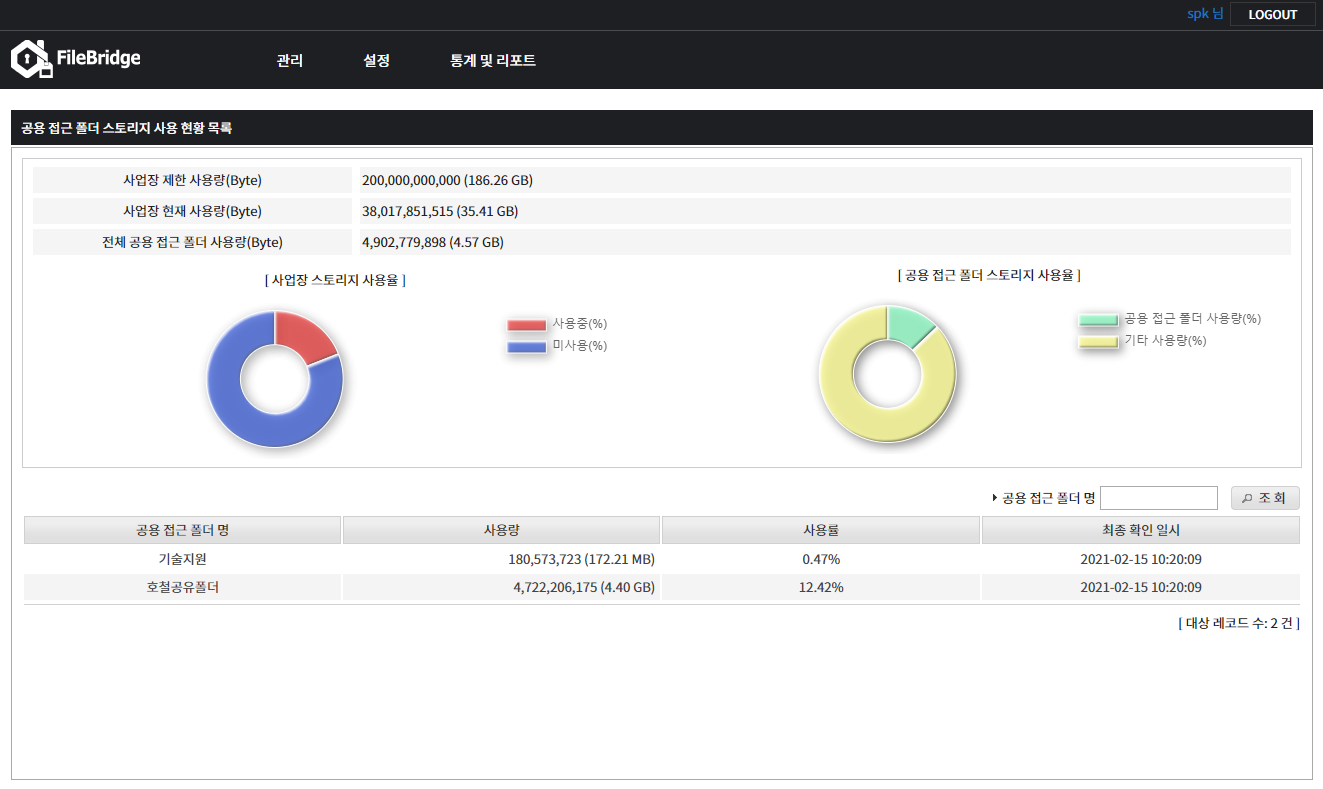 spk 님 LOGOUT
FileBridge 관리 설정 통계 및 리포트
공용 접근 폴더 스토리지 사용 현황 목록
사업장 제한 사용량(Byte) 200,000,000,000 (186.26 GB)
사업장 현재 사용량(Byte) 38,017,851,515 (35.41 GB)
전체 공용 접근 폴더 사용량(Byte) 4,902,779,898 (4.57 GB)
[ 사업장 스토리지 사용율 ]
사용중(%)
미사용(%)
[ 공용 접근 폴더 스토리지 사용율 ]
공용 접근 폴더 사용량(%)
기타 사용량(%)
공용 접근 폴더 명 조 회
공용 접근 폴더 명 사용량 사용률 최종 확인 일시
기술지원 180,573,723 (172.21 MB) 0.47% 2021-02-15 10:20:09
호철공유폴더 4,722,206,175 (4.40 GB) 12.42% 2021-02-15 10:20:09
[ 대상 레코드 수: 2 건 ]